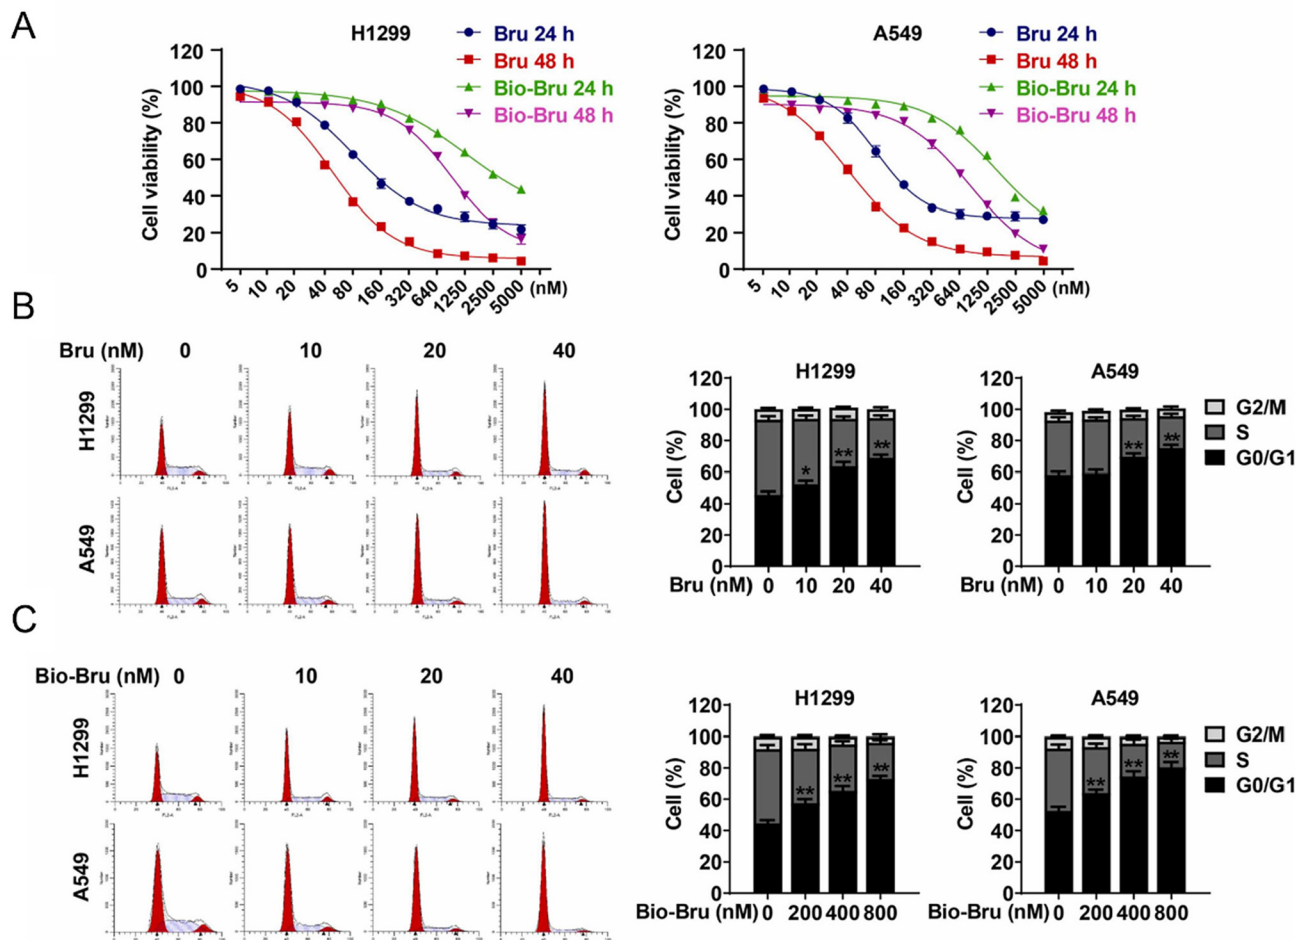 A
H1299
Bru 24 h
Bru 48 h
Bio-Bru 24 h
Bio-Bru 48 h
Cell viability (%)
120
100
80
60
40
20
0
5 10 20 40 80 160 320 640 1250 2500 5000 (nM)
A549
Bru 24 h
Bru 48 h
Bio-Bru 24 h
Bio-Bru 48 h
Cell viability (%)
120
100
80
60
40
20
0
5 10 20 40 80 160 320 640 1250 2500 5000 (nM)
B
Bru (nM) 0 10 20 40
H1299
A549
H1299
Cell (%)
120
100
80
60
40
20
0
* ** **
Bru (nM) 0 10 20 40
A549
Cell (%)
120
100
80
60
40
20
0
** **
Bru (nM) 0 10 20 40
G2/M
S
G0/G1
C
Bio-Bru (nM) 0 10 20 40
H1299
A549
H1299
Cell (%)
120
100
80
60
40
20
0
** ** **
Bio-Bru (nM) 0 200 400 800
A549
Cell (%)
120
100
80
60
40
20
0
** ** **
Bio-Bru (nM) 0 200 400 800
G2/M
S
G0/G1